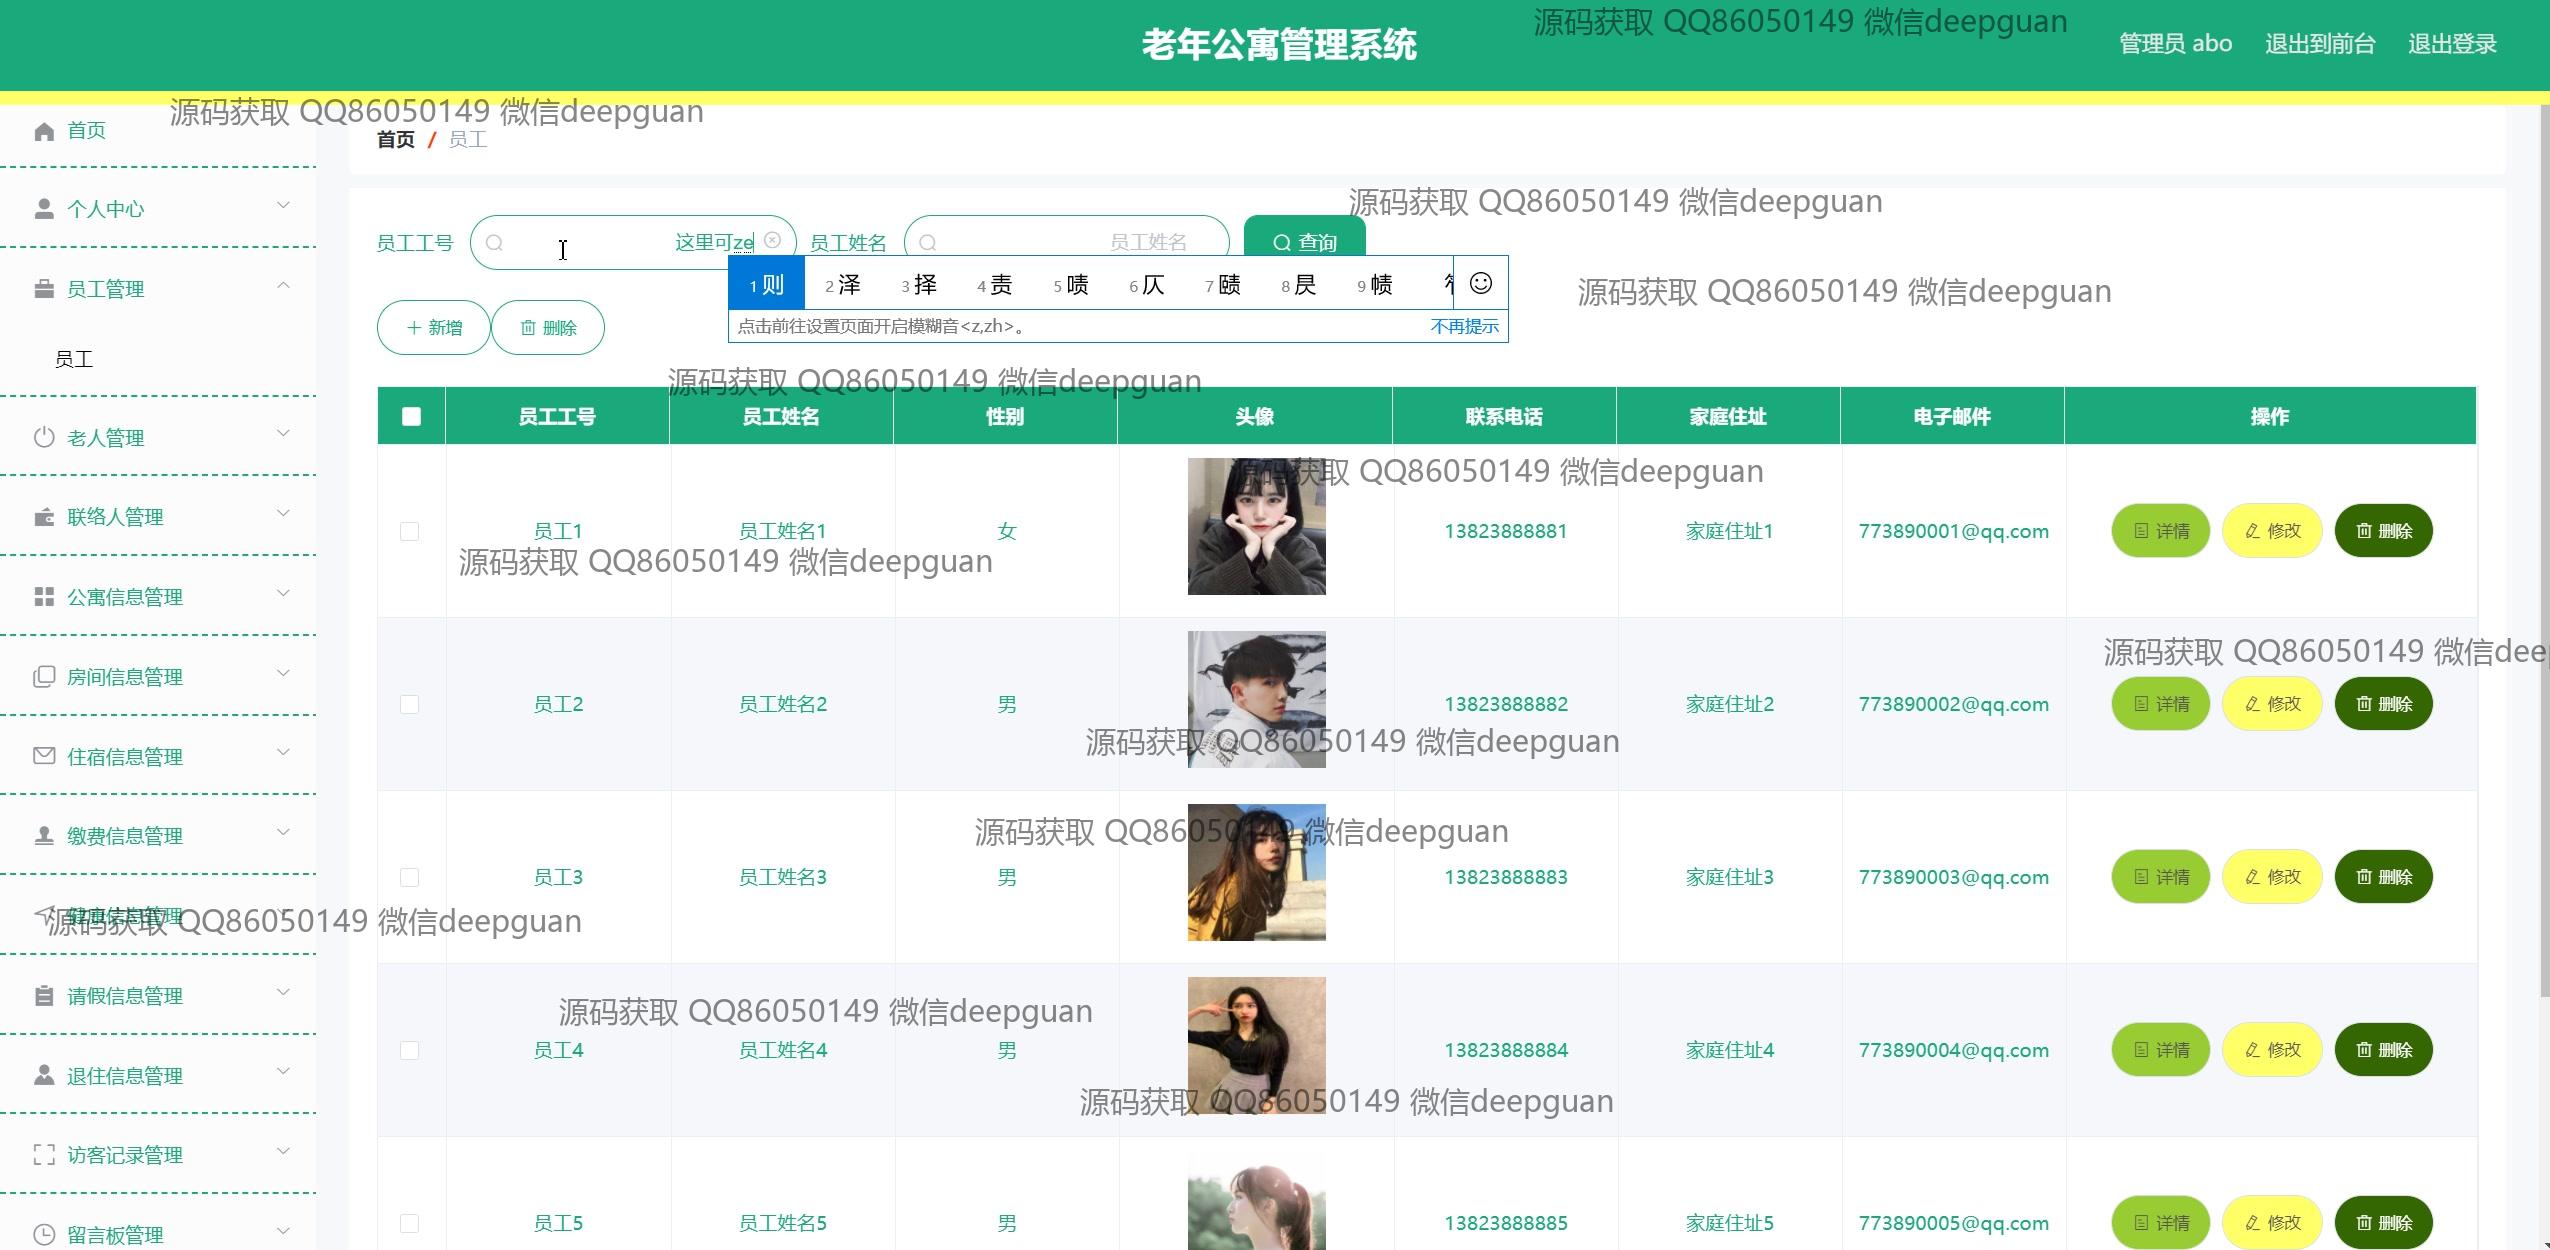 老年公寓管理系统
源码获取 QQ86050149 微信deepguan
管理员 abo 退出到前台 退出登录
源码获取 QQ86050149 微信deepguan
首页
首页 / 员工
个人中心
员工管理
员工
老人管理
联络人管理
公寓信息管理
房间信息管理
住宿信息管理
缴费信息管理
健康信息管理
请假信息管理
退住信息管理
访客记录管理
留言板管理
源码获取 QQ86050149 微信deepguan
员工工号 这里可ze 员工姓名 员工姓名 查询
1 则 2 泽 3 择 4 责 5 啧 6 仄 7 赜 8 昃 9 帻
点击前往设置页面开启模糊音<z,zh>。 不再提示
源码获取 QQ86050149 微信deepguan
新增 删除
源码获取 QQ86050149 微信deepguan
员工工号 员工姓名 性别 头像 联系电话 家庭住址 电子邮件 操作
源码获取 QQ86050149 微信deepguan
员工1 员工姓名1 女 13823888881 家庭住址1 773890001@qq.com 详情 修改 删除
源码获取 QQ86050149 微信deepguan
源码获取 QQ86050149 微信dee
员工2 员工姓名2 男 13823888882 家庭住址2 773890002@qq.com 详情 修改 删除
源码获取 QQ86050149 微信deepguan
源码获取 QQ86050149 微信deepguan
员工3 员工姓名3 男 13823888883 家庭住址3 773890003@qq.com 详情 修改 删除
源码获取 QQ86050149 微信deepguan
源码获取 QQ86050149 微信deepguan
员工4 员工姓名4 男 13823888884 家庭住址4 773890004@qq.com 详情 修改 删除
源码获取 QQ86050149 微信deepguan
员工5 员工姓名5 男 13823888885 家庭住址5 773890005@qq.com 详情 修改 删除